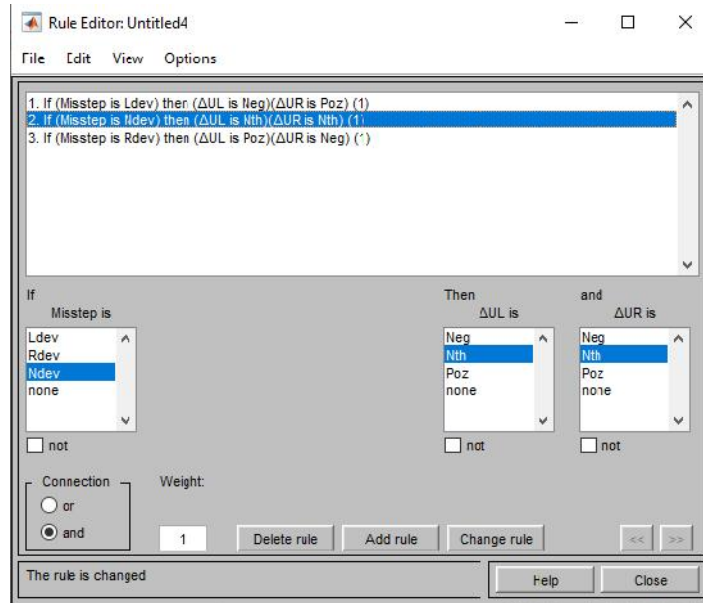 Rule Editor: Untitled4
File Edit View Options
1. If (Misstep is Ldev) then (ΔUL is Neg)(ΔUR is Poz) (1)
2. If (Misstep is Ndev) then (ΔUL is Nth)(ΔUR is Nth) (1)
3. If (Misstep is Rdev) then (ΔUL is Poz)(ΔUR is Neg) (1)
If Then and
Misstep is ΔUL is ΔUR is
Ldev Neg Neg
Rdev Nth Nth
Ndev Poz Poz
none none none
not not not
Connection Weight:
or
and 1 Delete rule Add rule Change rule << >>
The rule is changed Help Close